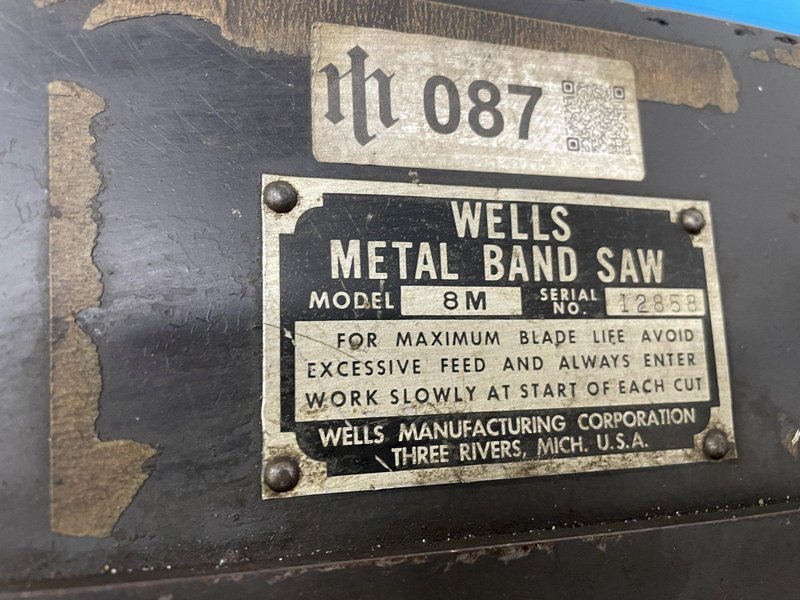 087
WELLS
METAL BAND SAW
MODEL 8M SERIAL NO. 12858
FOR MAXIMUM BLADE LIFE AVOID
EXCESSIVE FEED AND ALWAYS ENTER
WORK SLOWLY AT START OF EACH CUT
WELLS MANUFACTURING CORPORATION
THREE RIVERS, MICH. U.S.A.